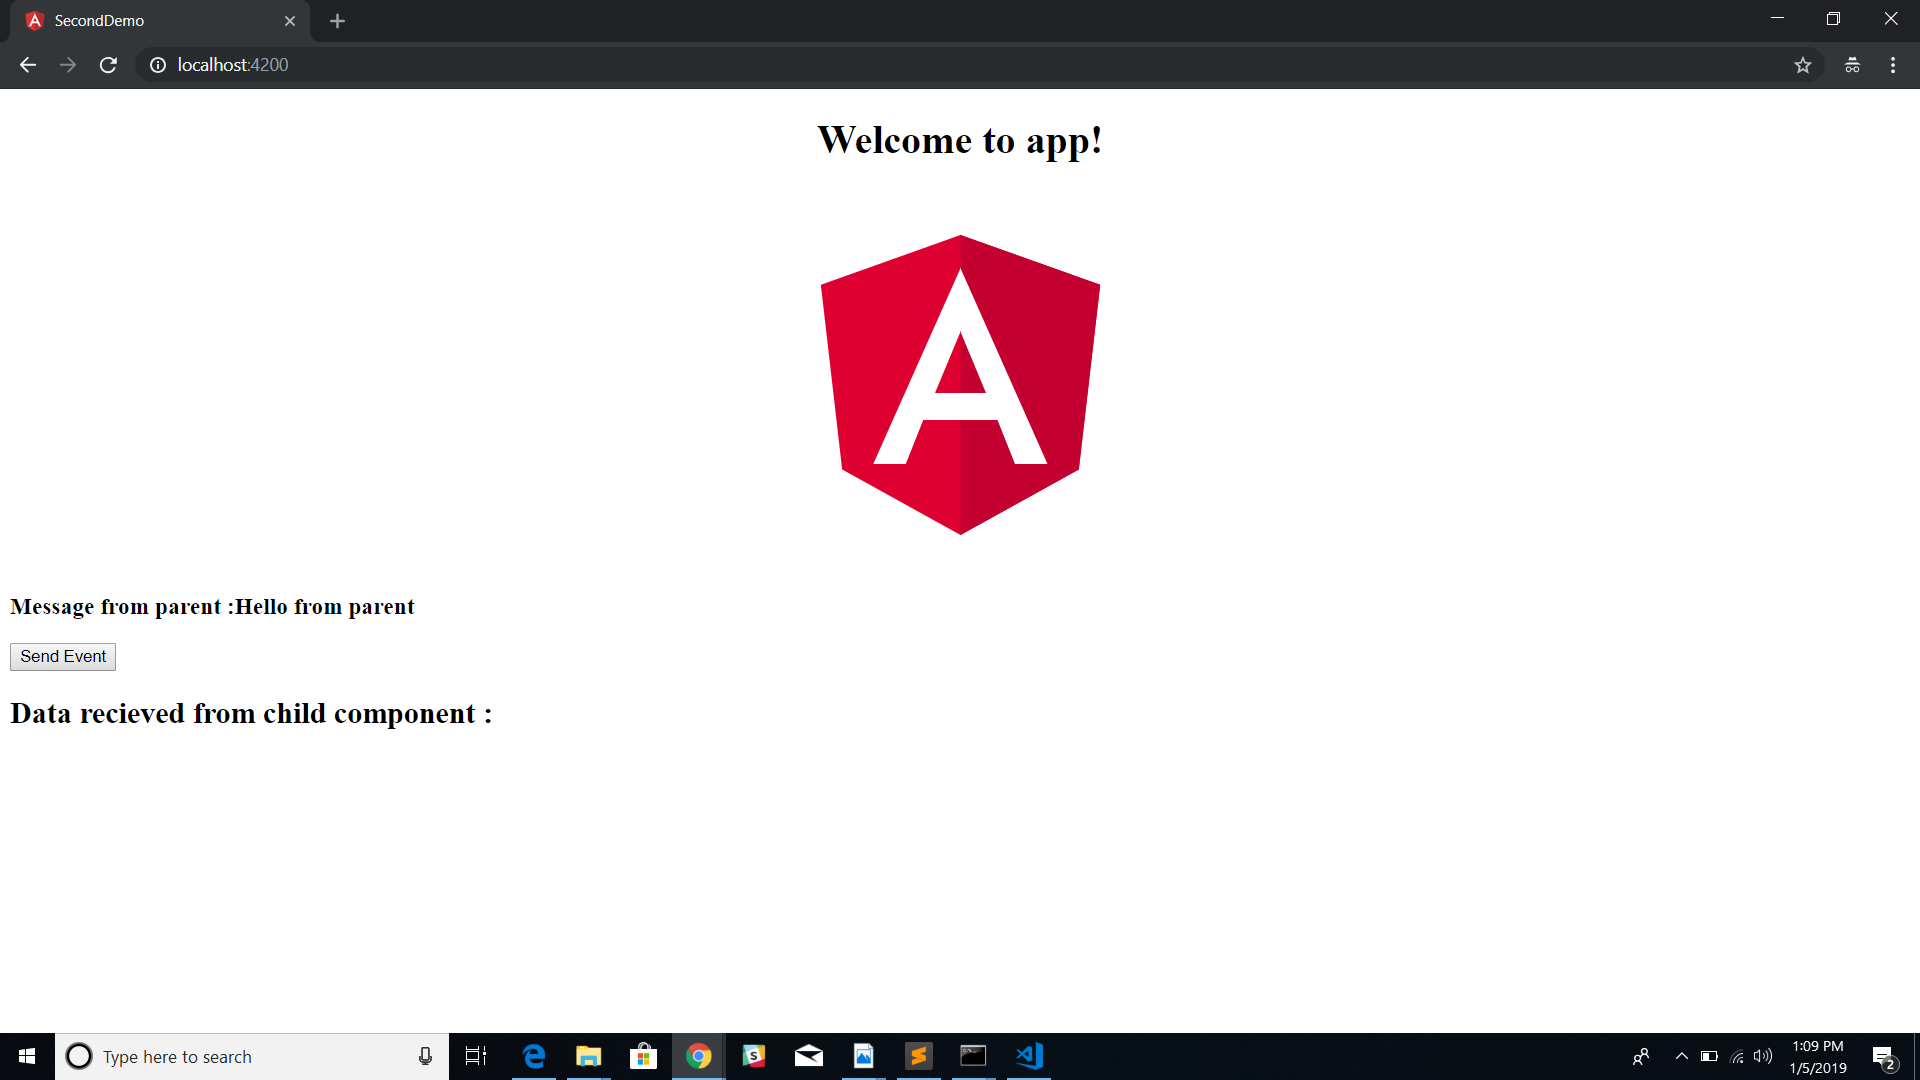 SecondDemo
localhost:4200
Welcome to app!
Message from parent :Hello from parent
Send Event
Data recieved from child component :
Type here to search
1:09 PM
1/5/2019
2